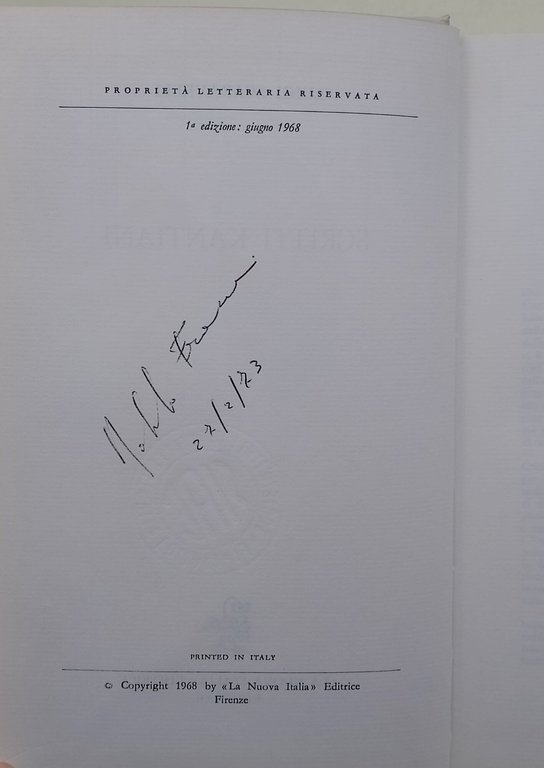 PROPRIETÀ LETTERARIA RISERVATA
1ª edizione: giugno 1968
27/2/73
PRINTED IN ITALY
© Copyright 1968 by «La Nuova Italia» Editrice
Firenze